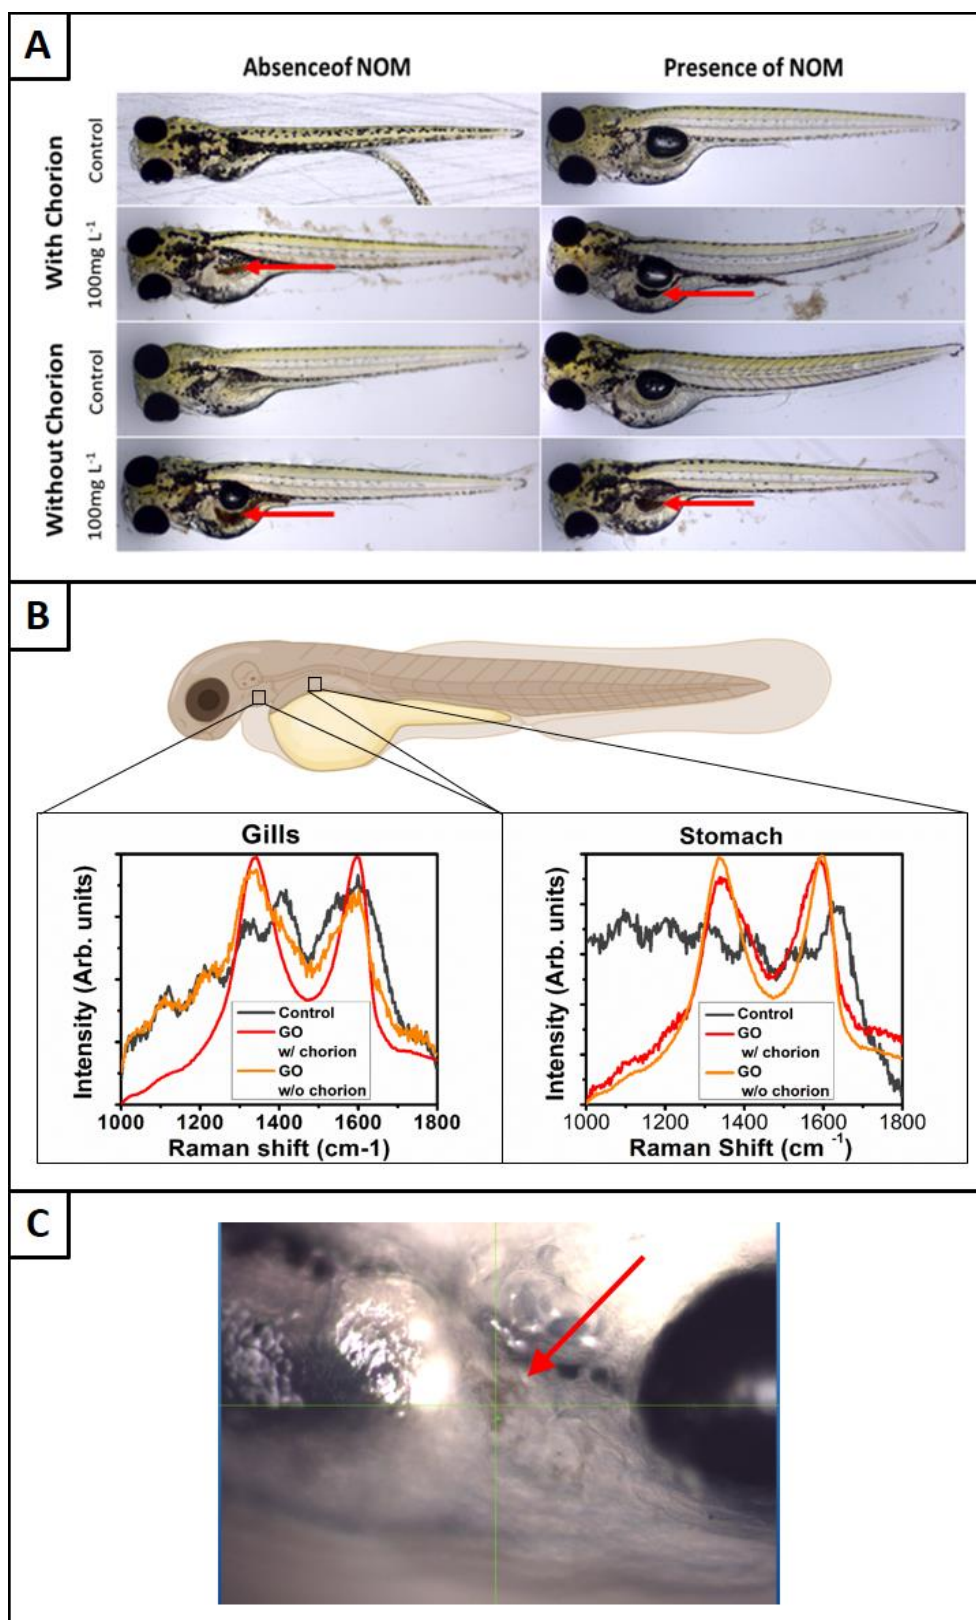 A
Absenceof NOM
Presence of NOM
With Chorion
Control
100mg L-1
Without Chorion
Control
100mg L-1
B
Gills
Intensity (Arb. units)
Control
GO
w/ chorion
GO
w/o chorion
1000 1200 1400 1600 1800
Raman shift (cm-1)
Stomach
Intensity (Arb. units)
Control
GO
w/ chorion
GO
w/o chorion
1000 1200 1400 1600 1800
Raman Shift (cm -1)
C